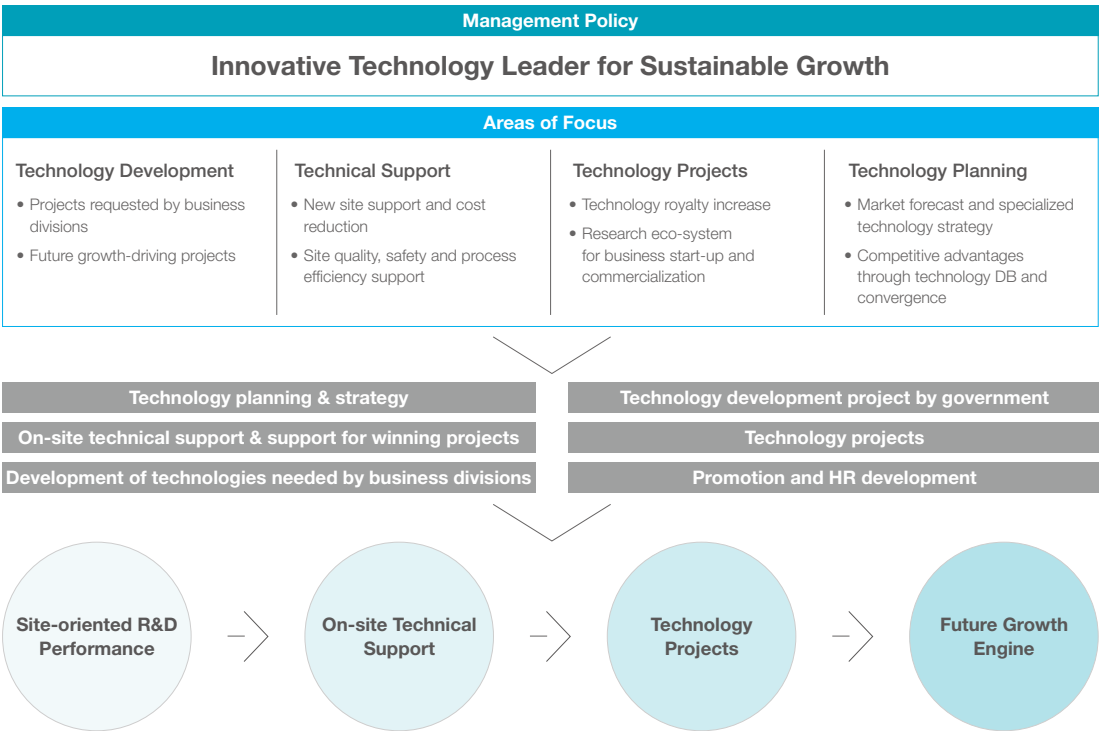 Management Policy
Innovative Technology Leader for Sustainable Growth
Areas of Focus
Technology Development
• Projects requested by business
divisions
• Future growth-driving projects
Technical Support
• New site support and cost
reduction
• Site quality, safety and process
efficiency support
Technology Projects
• Technology royalty increase
• Research eco-system
for business start-up and
commercialization
Technology Planning
• Market forecast and specialized
technology strategy
• Competitive advantages
through technology DB and
convergence
Technology planning & strategy
On-site technical support & support for winning projects
Development of technologies needed by business divisions
Technology development project by government
Technology projects
Promotion and HR development
Site-oriented R&D
Performance
On-site Technical
Support
Technology
Projects
Future Growth
Engine